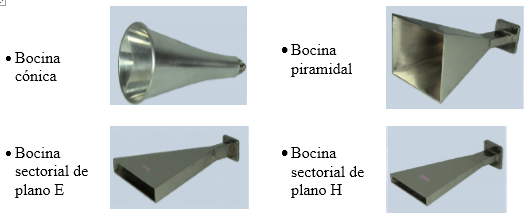 • Bocina
cónica
• Bocina
piramidal
• Bocina
sectorial de
plano E
• Bocina
sectorial de
plano H